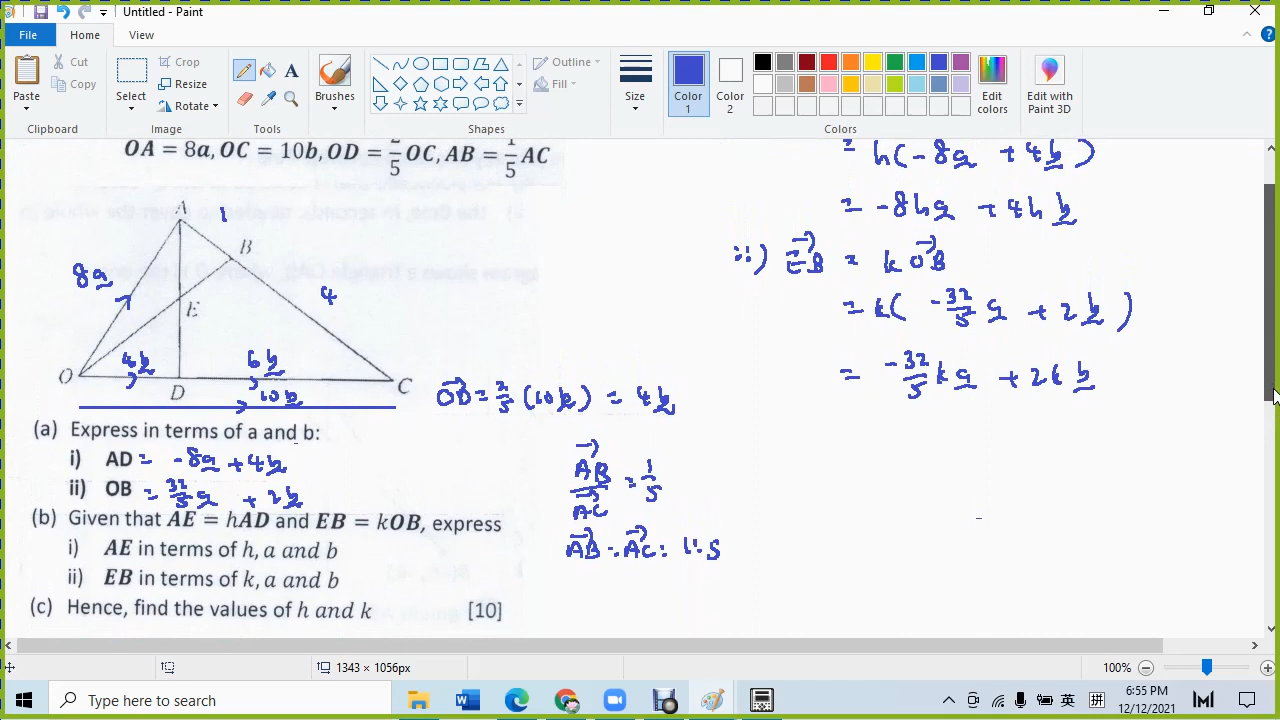 Untitled - Paint
File Home View
Cut
Copy
Paste
Clipboard
Crop
Resize
Rotate
Select
Image
Tools
Brushes
Outline
Fill
Shapes
Size
Color 1
Color 2
Edit colors
Edit with Paint 3D
Colors
OA = 8a, OC = 10b, OD = 2/5 OC, AB = 1/5 AC
A
1
B
8a
4
E
O
4b
6b
C
D
10b
(a) Express in terms of a and b:
i) AD = -8a + 4b
ii) OB = 32/5 a + 2b
(b) Given that AE = hAD and EB = kOB, express
i) AE in terms of h, a and b
ii) EB in terms of k, a and b
(c) Hence, find the values of h and k [10]
OD = 2/5 (10b) = 4b
AB/AC = 1/5
AB : AC = 1:5
= h(-8a + 4b)
= -8ha + 4hb
ii) EB = k OB
= k( -32/5 a + 2b )
= -32/5 ka + 2kb
1343 × 1056px
100%
Type here to search
英
拼
6:55 PM
12/12/2021